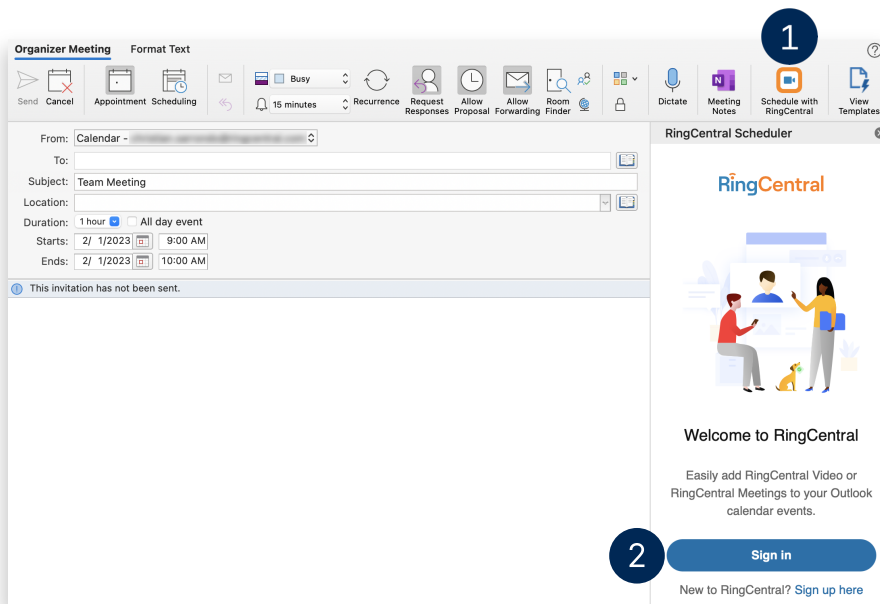 1
Organizer Meeting Format Text
Busy
15 minutes
Send Cancel Appointment Scheduling Recurrence Request Responses Allow Proposal Allow Forwarding Room Finder Dictate Meeting Notes Schedule with RingCentral View Templates
From: Calendar -
To:
Subject: Team Meeting
Location:
Duration: 1 hour All day event
Starts: 2/ 1/2023 9:00 AM
Ends: 2/ 1/2023 10:00 AM
This invitation has not been sent.
RingCentral Scheduler
RingCentral
Welcome to RingCentral
Easily add RingCentral Video or
RingCentral Meetings to your Outlook
calendar events.
2
Sign in
New to RingCentral? Sign up here